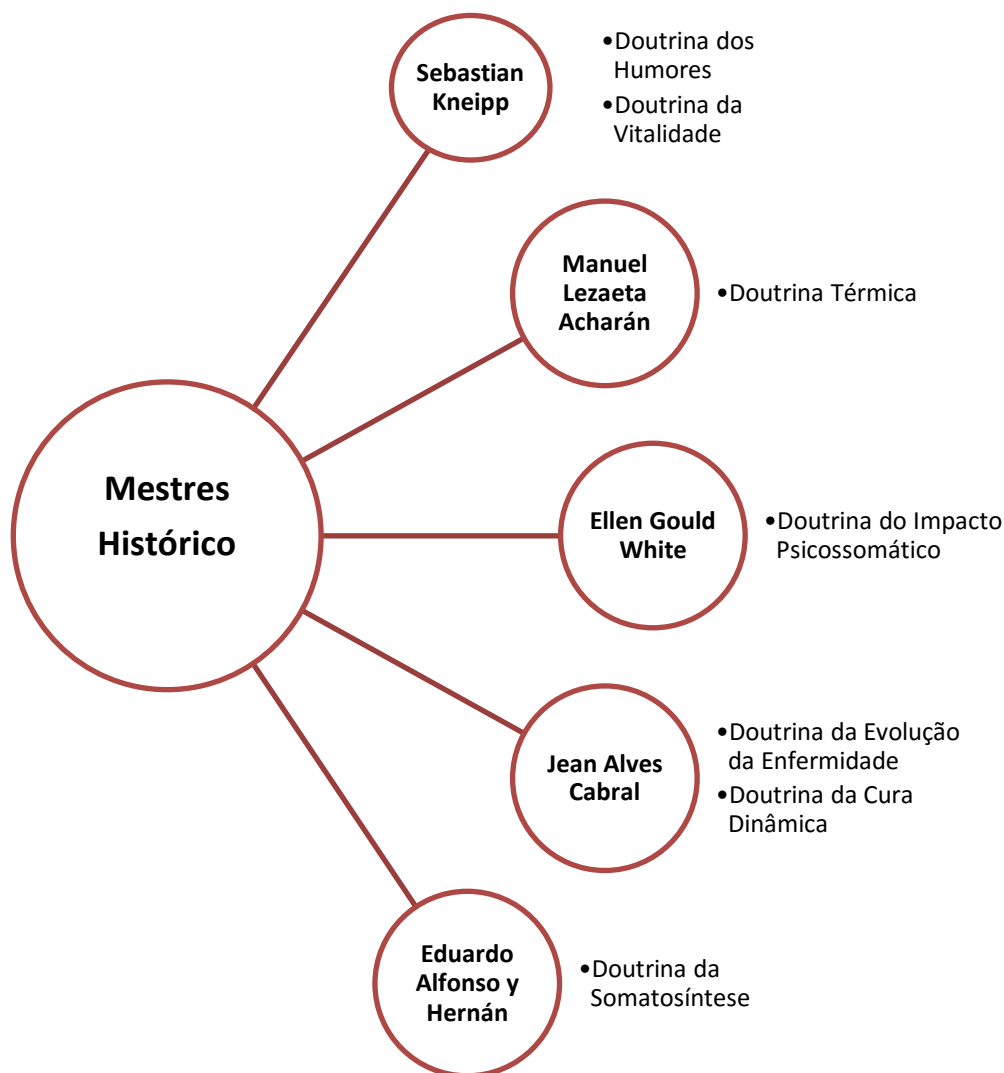 Sebastian
Kneipp
•Doutrina dos
Humores
•Doutrina da
Vitalidade
Manuel
Lezaeta
Acharán
•Doutrina Térmica
Mestres
Histórico
Ellen Gould
White
•Doutrina do Impacto
Psicossomático
Jean Alves
Cabral
•Doutrina da Evolução
da Enfermidade
•Doutrina da Cura
Dinâmica
Eduardo
Alfonso y
Hernán
•Doutrina da
Somatosíntese